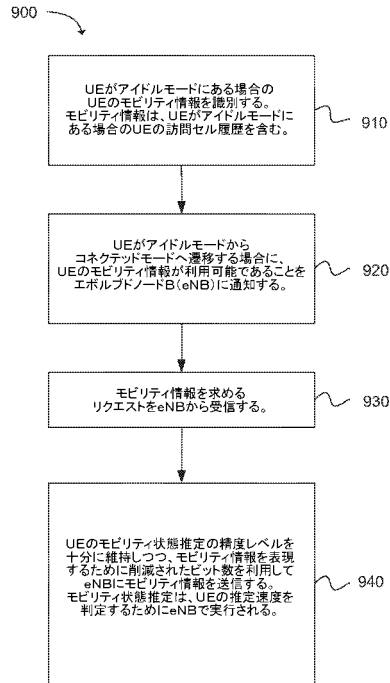 900
UEがアイドルモードにある場合の
UEのモビリティ情報を識別する。
モビリティ情報は、UEがアイドルモードに
ある場合のUEの訪問セル履歴を含む。
910
UEがアイドルモードから
コネクテッドモードへ遷移する場合に、
UEのモビリティ情報が利用可能であることを
エボルブドノードB(eNB)に通知する。
920
モビリティ情報を求める
リクエストをeNBから受信する。
930
UEのモビリティ状態推定の精度レベルを
十分に維持しつつ、モビリティ情報を表現
するために削減されたビット数を利用して
eNBにモビリティ情報を送信する。
モビリティ状態推定は、UEの推定速度を
判定するためにeNBで実行される。
940